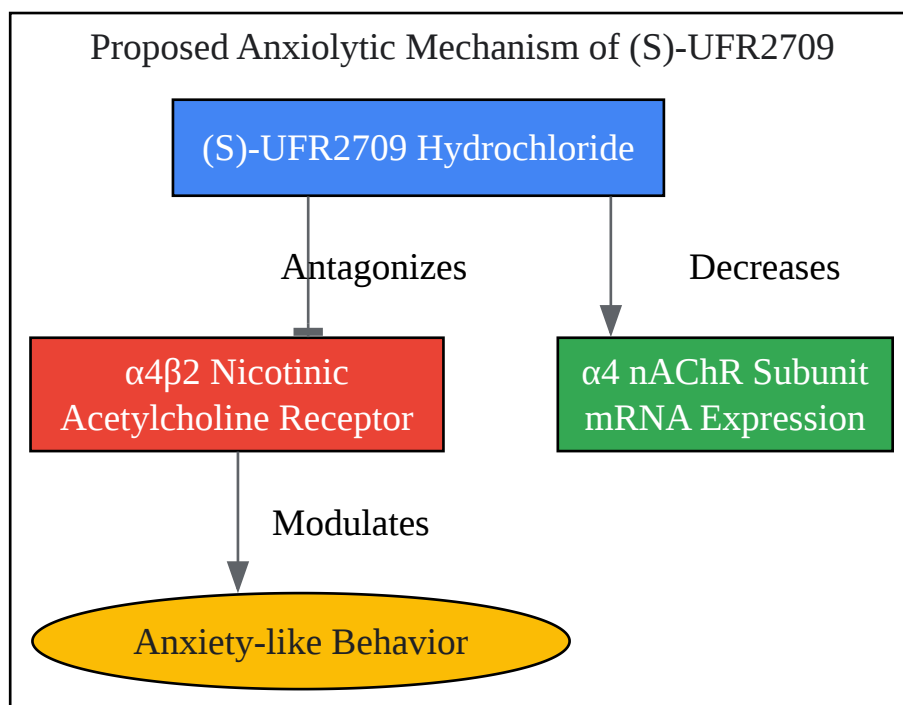 Proposed Anxiolytic Mechanism of (S)-UFR2709
(S)-UFR2709 Hydrochloride
Antagonizes
Decreases
α4β2 Nicotinic
Acetylcholine Receptor
α4 nAChR Subunit
mRNA Expression
Modulates
Anxiety-like Behavior